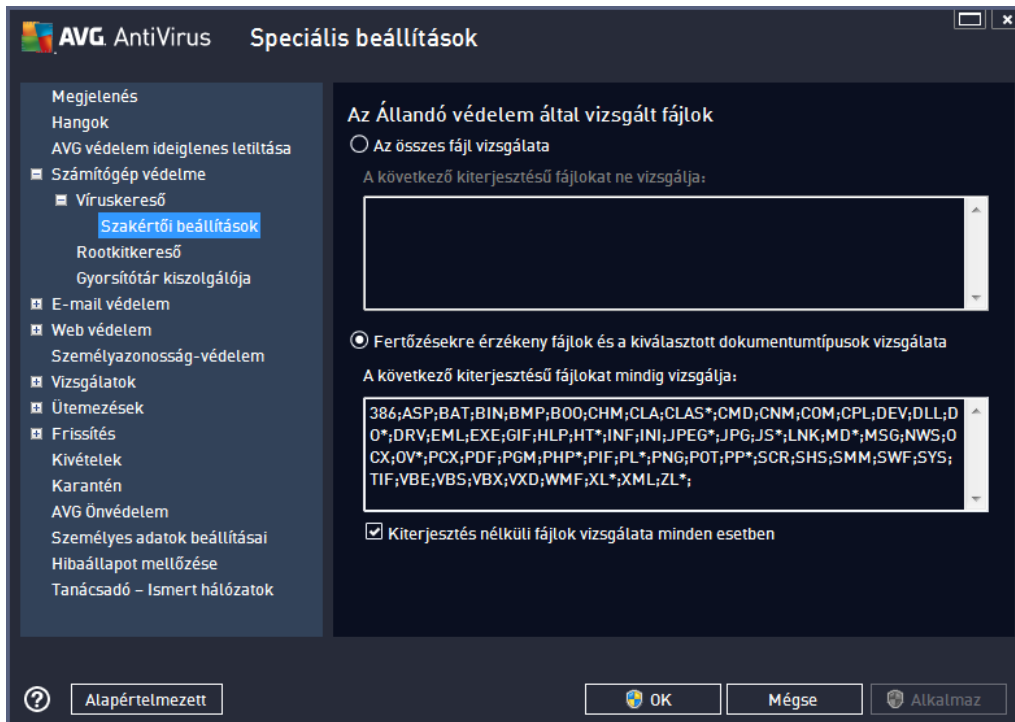 AVG. AntiVirus Speciális beállítások
Megjelenés
Hangok
AVG védelem ideiglenes letiltása
Számítógép védelme
Víruskereső
Szakértői beállítások
Rootkitkereső
Gyorsítótár kiszolgálója
E-mail védelem
Web védelem
Személyazonosság-védelem
Vizsgálatok
Ütemezések
Frissítés
Kivételek
Karantén
AVG Önvédelem
Személyes adatok beállításai
Hibaállapot mellőzése
Tanácsadó – Ismert hálózatok
Az Állandó védelem által vizsgált fájlok
Az összes fájl vizsgálata
A következő kiterjesztésű fájlokat ne vizsgálja:
Fertőzésekre érzékeny fájlok és a kiválasztott dokumentumtípusok vizsgálata
A következő kiterjesztésű fájlokat mindig vizsgálja:
386;ASP;BAT;BIN;BMP;BOO;CHM;CLA;CLAS*;CMD;CNM;COM;CPL;DEV;DLL;D
O*;DRV;EML;EXE;GIF;HLP;HT*;INF;INI;JPEG*;JPG;JS*;LNK;MD*;MSG;NWS;O
CX;OV*;PCX;PDF;PGM;PHP*;PIF;PL*;PNG;POT;PP*;SCR;SHS;SMM;SWF;SYS;
TIF;VBE;VBS;VBX;VXD;WMF;XL*;XML;ZL*;
Kiterjesztés nélküli fájlok vizsgálata minden esetben
? Alapértelmezett OK Mégse Alkalmaz